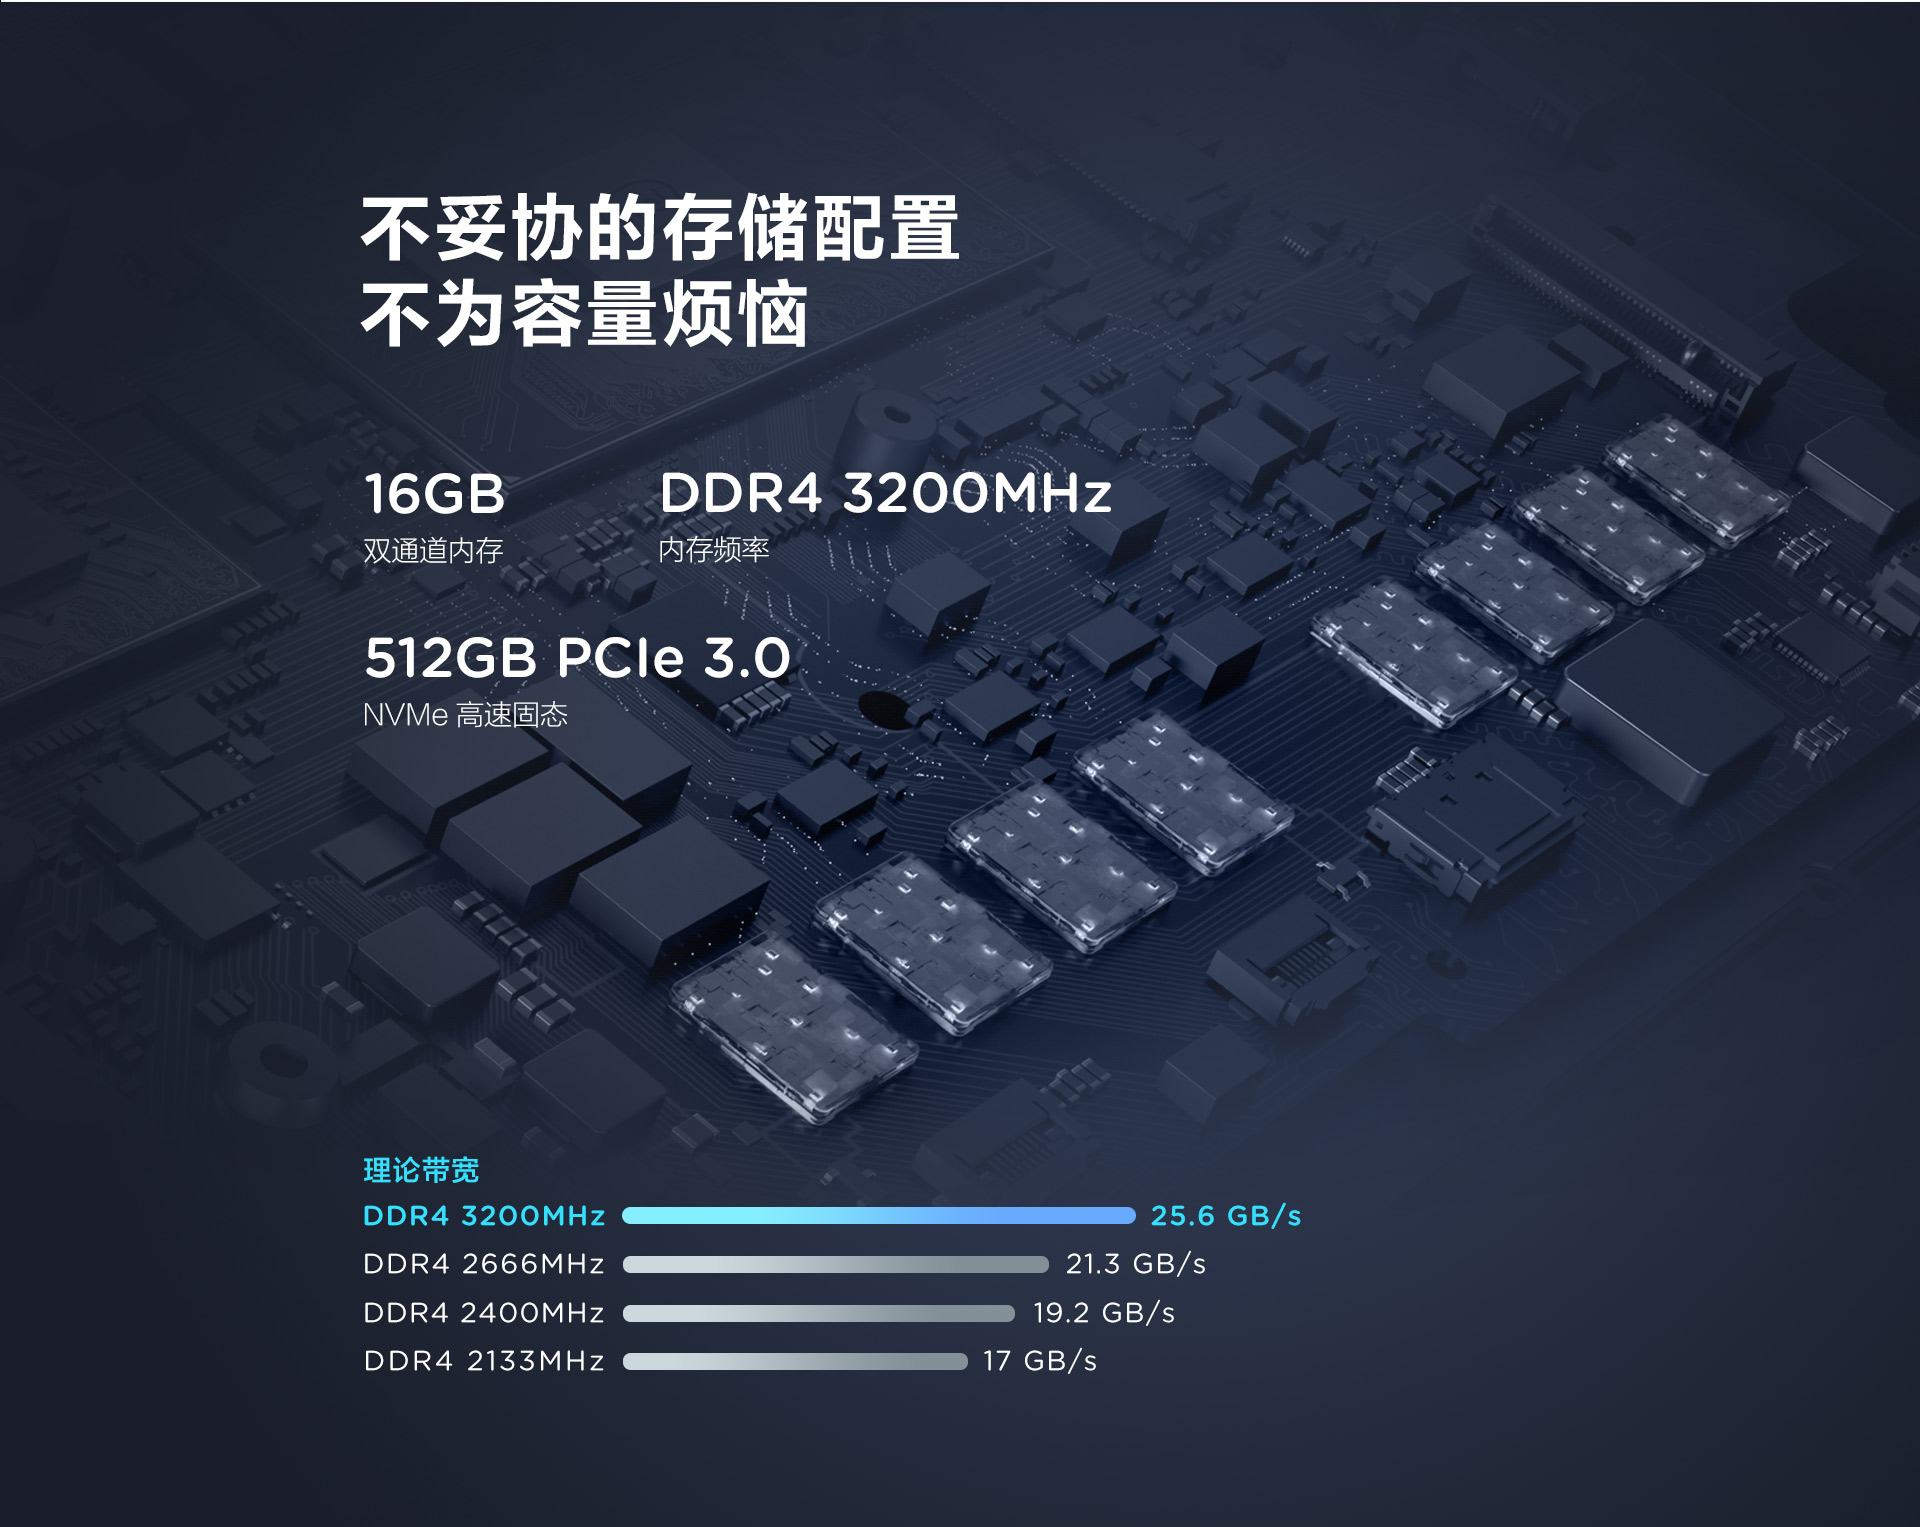 不妥协的存储配置
不为容量烦恼
16GB
双通道内存
DDR4 3200MHz
内存频率
512GB PCIe 3.0
NVMe 高速固态
理论带宽
DDR4 3200MHz 25.6 GB/s
DDR4 2666MHz 21.3 GB/s
DDR4 2400MHz 19.2 GB/s
DDR4 2133MHz 17 GB/s